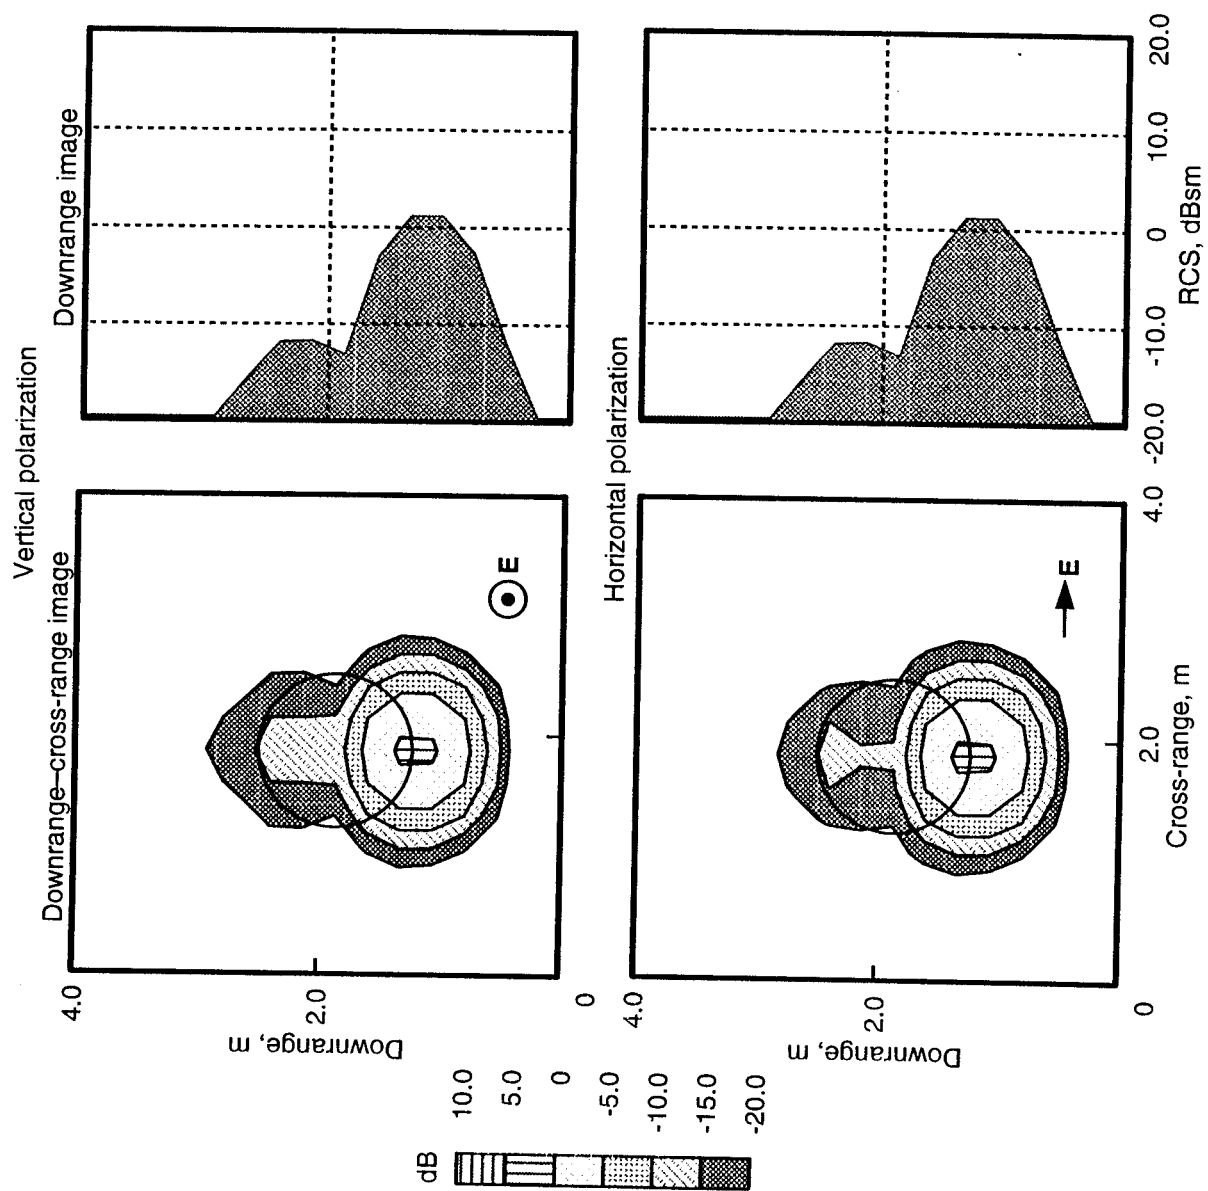 Vertical polarization
Downrange–cross-range image
Downrange image
4.0
2.0
0
Downrange, m
E
Horizontal polarization
4.0
2.0
0
Downrange, m
E
2.0
4.0
Cross-range, m
-20.0
-10.0
0
10.0
20.0
RCS, dBsm
dB
10.0
5.0
0
-5.0
-10.0
-15.0
-20.0